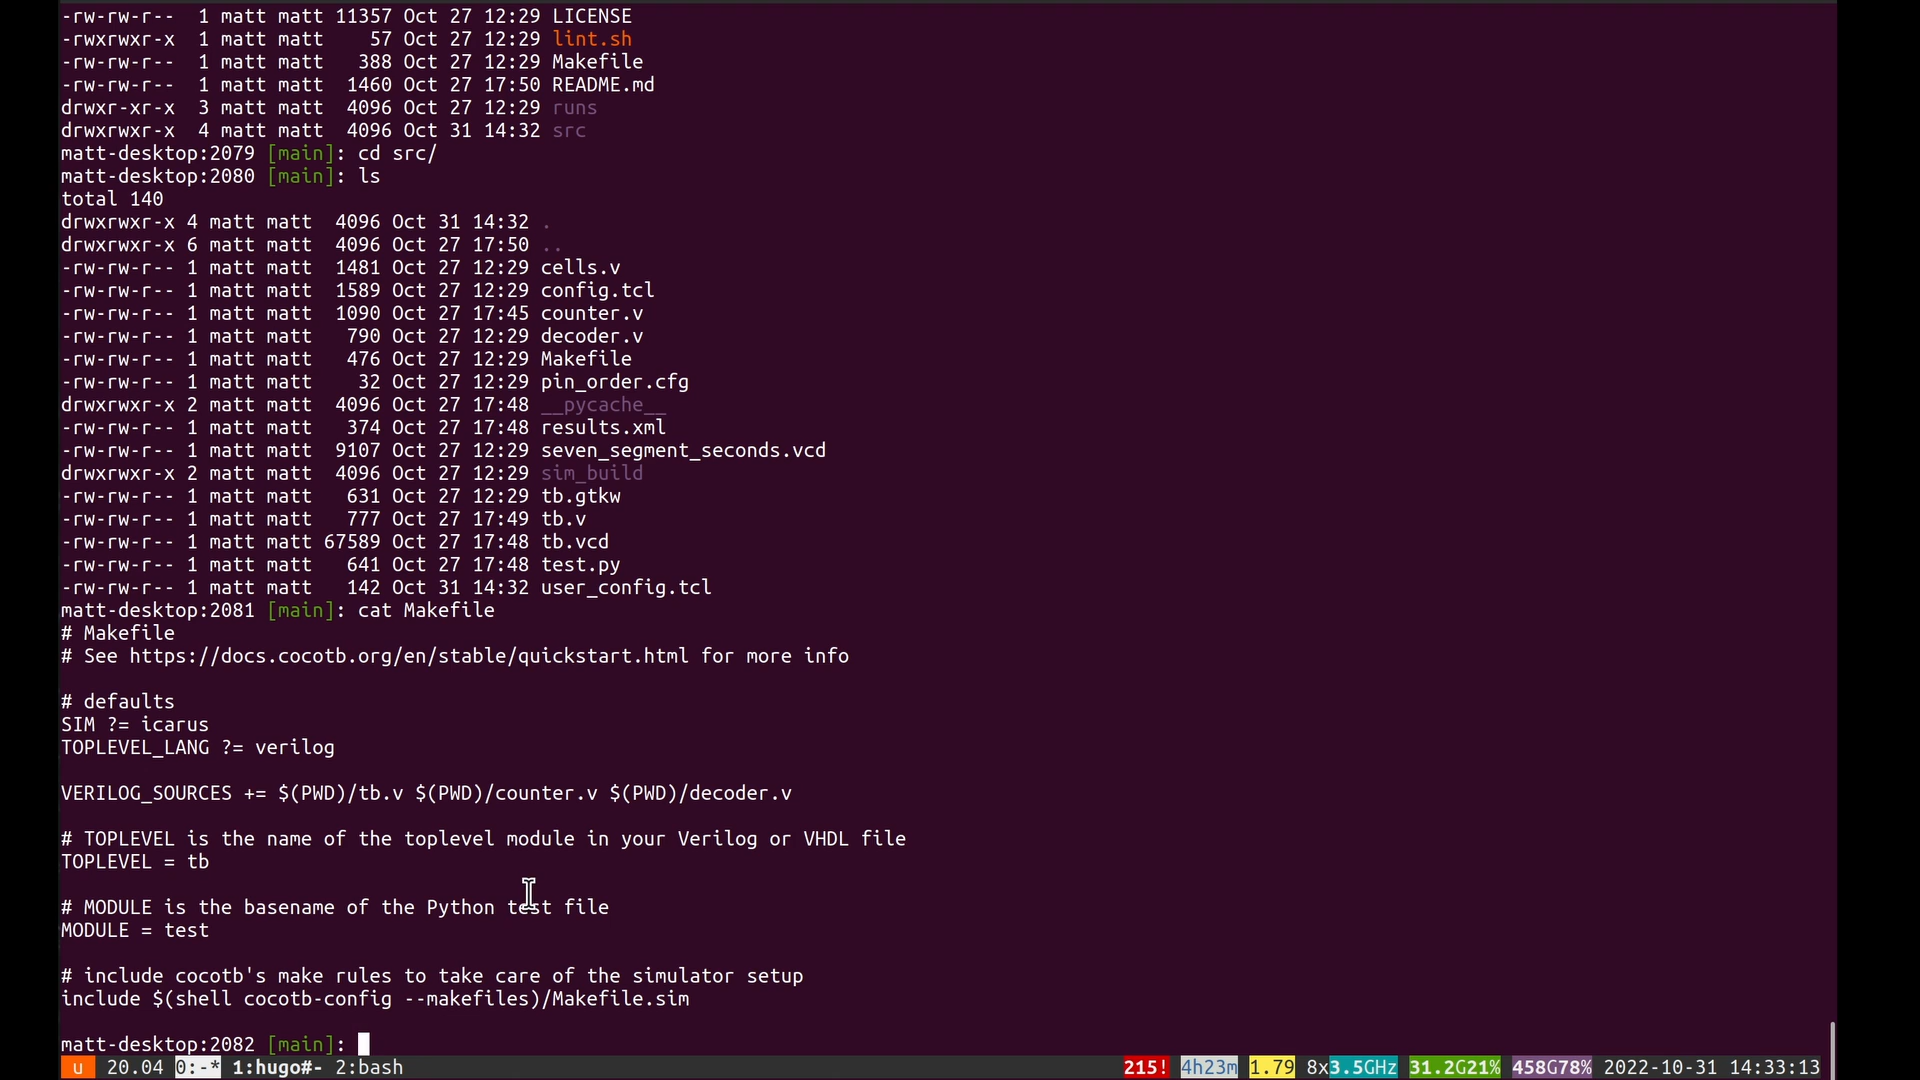 -rw-rw-r--  1 matt matt 11357 Oct 27 12:29 LICENSE
-rwxrwxr-x  1 matt matt    57 Oct 27 12:29 lint.sh
-rw-rw-r--  1 matt matt   388 Oct 27 12:29 Makefile
-rw-rw-r--  1 matt matt  1460 Oct 27 17:50 README.md
drwxr-xr-x  3 matt matt  4096 Oct 27 12:29 runs
drwxrwxr-x  4 matt matt  4096 Oct 31 14:32 src
matt-desktop:2079 [main]: cd src/
matt-desktop:2080 [main]: ls
total 140
drwxrwxr-x 4 matt matt  4096 Oct 31 14:32 .
drwxrwxr-x 6 matt matt  4096 Oct 27 17:50 ..
-rw-rw-r-- 1 matt matt  1481 Oct 27 12:29 cells.v
-rw-rw-r-- 1 matt matt  1589 Oct 27 12:29 config.tcl
-rw-rw-r-- 1 matt matt  1090 Oct 27 17:45 counter.v
-rw-rw-r-- 1 matt matt   790 Oct 27 12:29 decoder.v
-rw-rw-r-- 1 matt matt   476 Oct 27 12:29 Makefile
-rw-rw-r-- 1 matt matt    32 Oct 27 12:29 pin_order.cfg
drwxrwxr-x 2 matt matt  4096 Oct 27 17:48 __pycache__
-rw-rw-r-- 1 matt matt   374 Oct 27 17:48 results.xml
-rw-rw-r-- 1 matt matt  9107 Oct 27 12:29 seven_segment_seconds.vcd
drwxrwxr-x 2 matt matt  4096 Oct 27 12:29 sim_build
-rw-rw-r-- 1 matt matt   631 Oct 27 12:29 tb.gtkw
-rw-rw-r-- 1 matt matt   777 Oct 27 17:49 tb.v
-rw-rw-r-- 1 matt matt 67589 Oct 27 17:48 tb.vcd
-rw-rw-r-- 1 matt matt   641 Oct 27 17:48 test.py
-rw-rw-r-- 1 matt matt   142 Oct 31 14:32 user_config.tcl
matt-desktop:2081 [main]: cat Makefile
# Makefile
# See https://docs.cocotb.org/en/stable/quickstart.html for more info
# defaults
SIM ?= icarus
TOPLEVEL_LANG ?= verilog
VERILOG_SOURCES += $(PWD)/tb.v $(PWD)/counter.v $(PWD)/decoder.v
# TOPLEVEL is the name of the toplevel module in your Verilog or VHDL file
TOPLEVEL = tb
# MODULE is the basename of the Python test file
MODULE = test
# include cocotb's make rules to take care of the simulator setup
include $(shell cocotb-config --makefiles)/Makefile.sim
matt-desktop:2082 [main]:
u 20.04 0:-* 1:hugo#- 2:bash 215! 4h23m 1.79 8x3.5GHz 31.2G21% 458G78% 2022-10-31 14:33:13